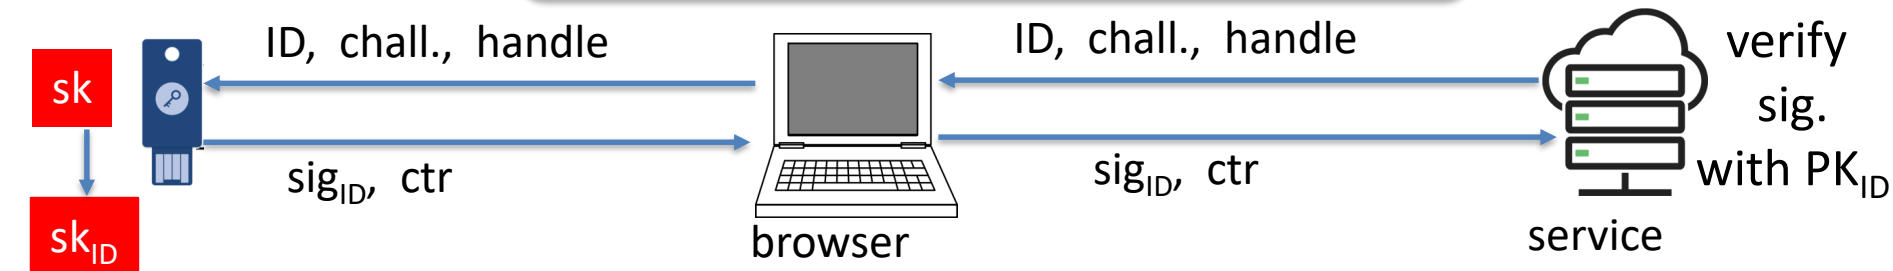 ID, chall., handle
ID, chall., handle
verify
sig.
with PK_ID
sk
sk_ID
sig_ID, ctr
sig_ID, ctr
browser
service